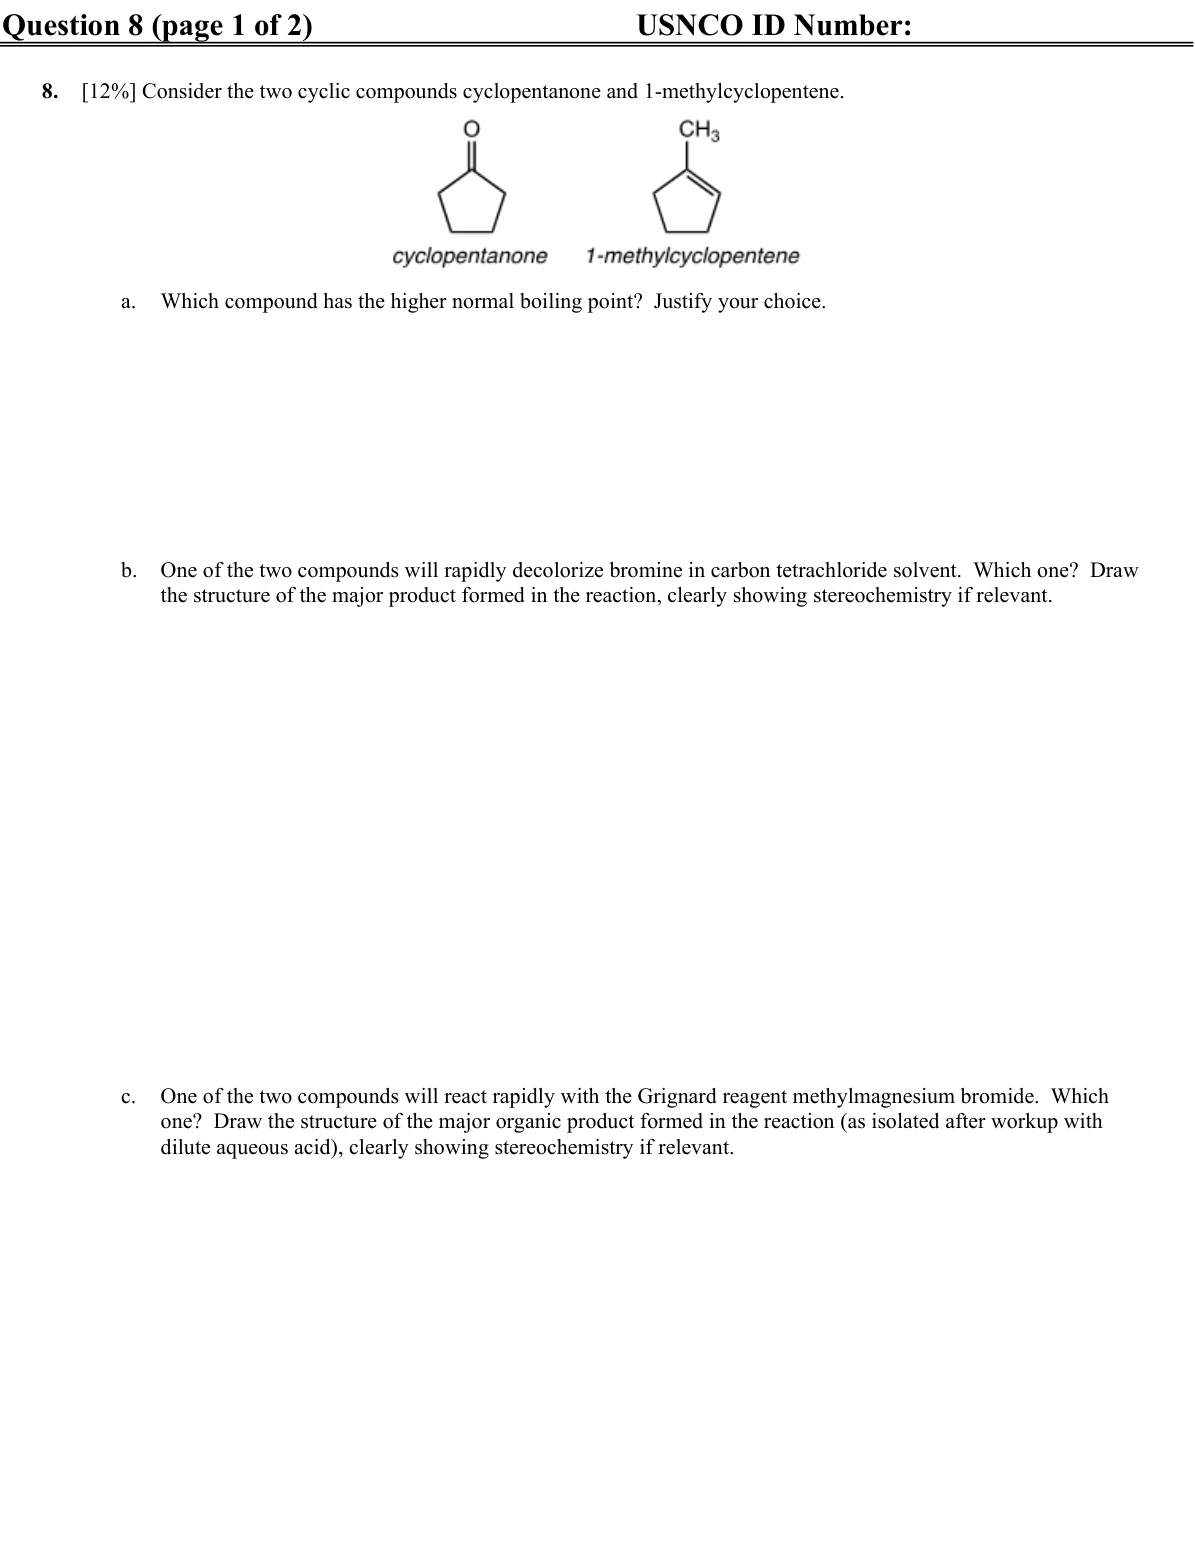 Question 8 (page 1 of 2) USNCO ID Number:
8. [12%] Consider the two cyclic compounds cyclopentanone and 1-methylcyclopentene.
O CH3
cyclopentanone 1-methylcyclopentene
a. Which compound has the higher normal boiling point? Justify your choice.
b. One of the two compounds will rapidly decolorize bromine in carbon tetrachloride solvent. Which one? Draw
the structure of the major product formed in the reaction, clearly showing stereochemistry if relevant.
c. One of the two compounds will react rapidly with the Grignard reagent methylmagnesium bromide. Which
one? Draw the structure of the major organic product formed in the reaction (as isolated after workup with
dilute aqueous acid), clearly showing stereochemistry if relevant.